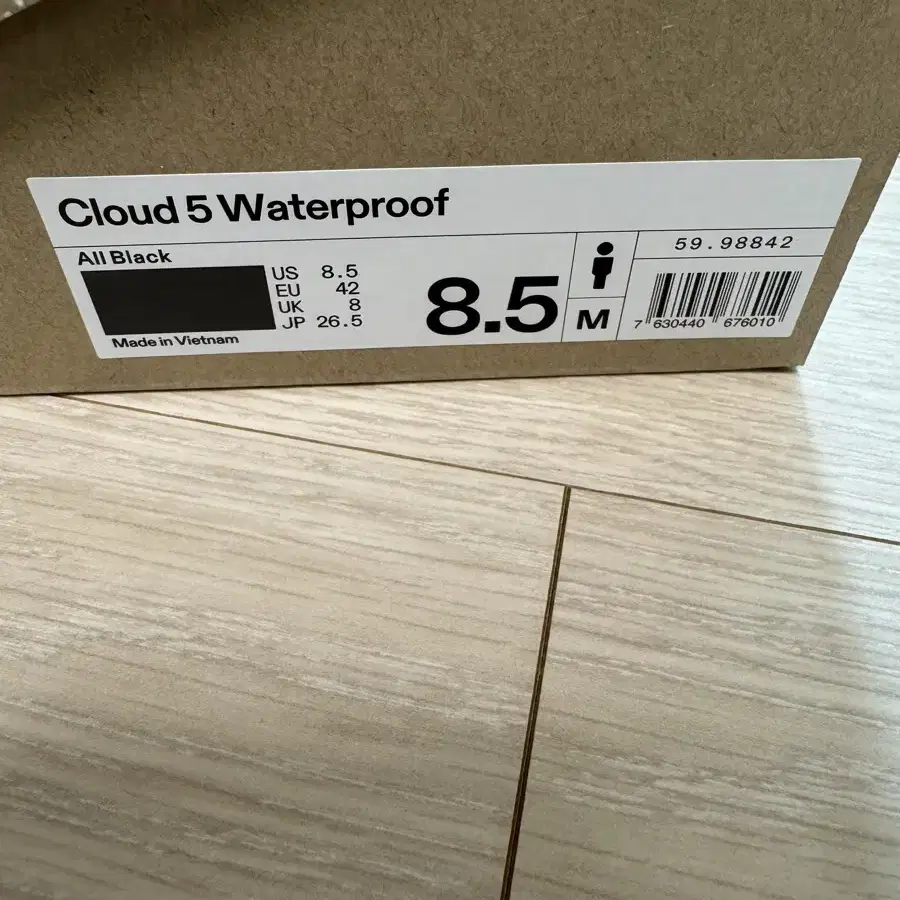 Cloud 5 Waterproof
All Black
US 8.5
EU 42
UK 8
JP 26.5
Made in Vietnam
8.5
M
59.98842
7 630440 676010